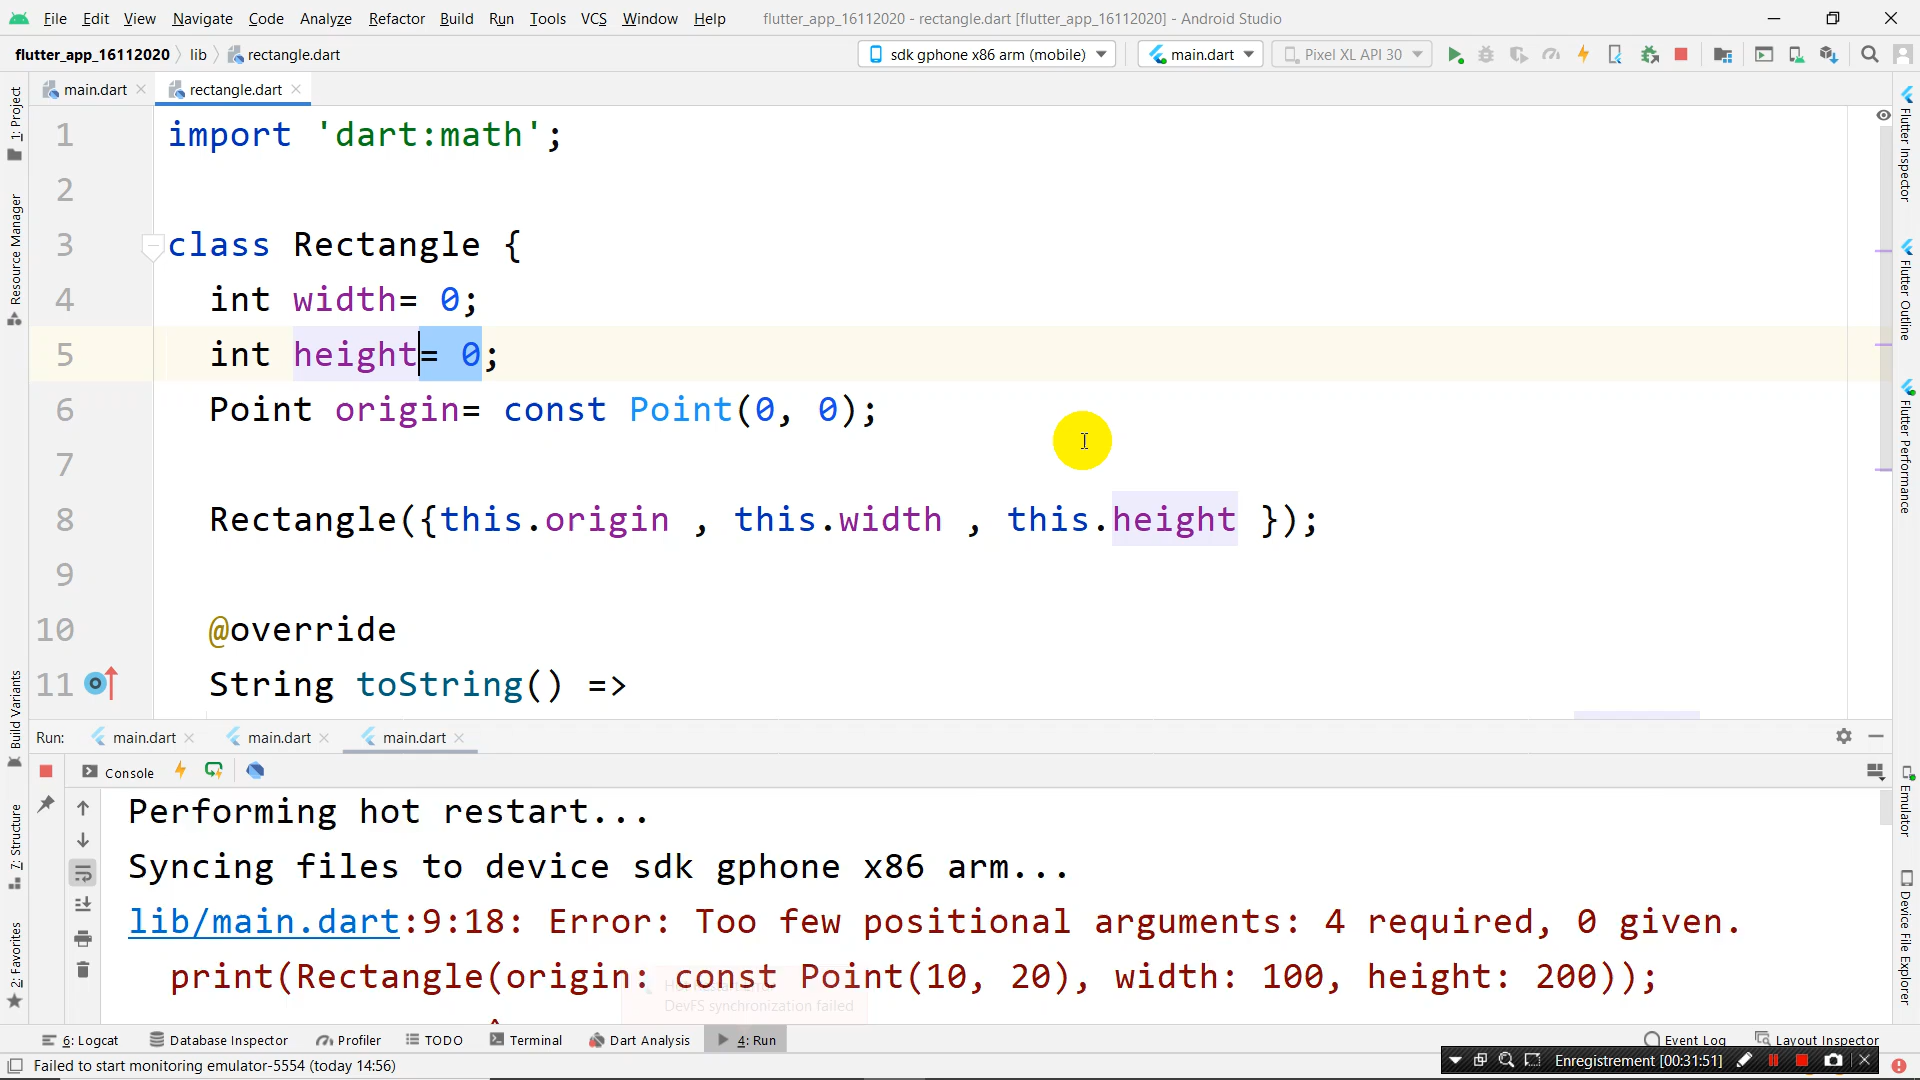 File Edit View Navigate Code Analyze Refactor Build Run Tools VCS Window Help flutter_app_16112020 - rectangle.dart [flutter_app_16112020] - Android Studio
flutter_app_16112020 lib rectangle.dart sdk gphone x86 arm (mobile) main.dart Pixel XL API 30
main.dart rectangle.dart
1 import 'dart:math';
2
3 class Rectangle {
4 int width= 0;
5 int height= 0;
6 Point origin= const Point(0, 0);
7
8 Rectangle({this.origin , this.width , this.height });
9
10 @override
11 String toString() =>
1: Project
Resource Manager
Build Variants
7: Structure
2: Favorites
Flutter Inspector
Flutter Outline
Flutter Performance
Emulator
Device File Explorer
Run: main.dart main.dart main.dart
Console
Performing hot restart...
Syncing files to device sdk gphone x86 arm...
lib/main.dart:9:18: Error: Too few positional arguments: 4 required, 0 given.
print(Rectangle(origin: const Point(10, 20), width: 100, height: 200));
^
DevFS synchronization failed
6: Logcat Database Inspector Profiler TODO Terminal Dart Analysis 4: Run Event Log Layout Inspector
Failed to start monitoring emulator-5554 (today 14:56)
Enregistrement [00:31:51]